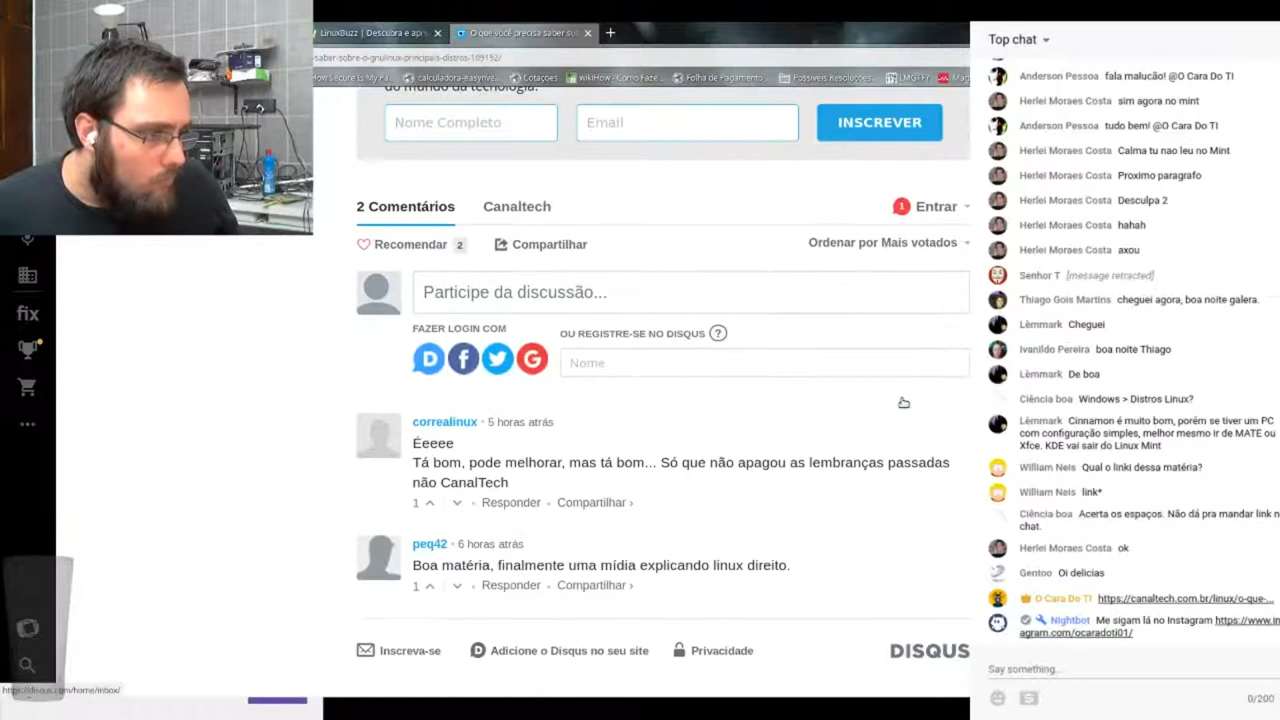 LinuxBuzz | Descubra e apre
O que você precisa saber so
saber-sobre-o-gnulinux-principais-distros-109152/
How Secure Is My Pa...
calculadora-easynve...
Cotações
wikiHow - Como Faze...
Folha de Pagamento...
Possíveis Resoluções...
LMGTFY
Mag
do mundo da tecnologia.
Nome Completo
Email
INSCREVER
2 Comentários
Canaltech
1
Entrar
Recomendar 2
Compartilhar
Ordenar por Mais votados
Participe da discussão...
FAZER LOGIN COM
OU REGISTRE-SE NO DISQUS ?
Nome
correalinux • 5 horas atrás
Éeeee
Tá bom, pode melhorar, mas tá bom... Só que não apagou as lembranças passadas
não CanalTech
1
Responder
Compartilhar ›
peq42 • 6 horas atrás
Boa matéria, finalmente uma mídia explicando linux direito.
1
Responder
Compartilhar ›
Inscreva-se
Adicione o Disqus no seu site
Privacidade
DISQUS
fix
https://disqus.com/home/inbox/
Top chat
Anderson Pessoa fala malucão! @O Cara Do TI
Herlei Moraes Costa sim agora no mint
Anderson Pessoa tudo bem! @O Cara Do TI
Herlei Moraes Costa Calma tu nao leu no Mint
Herlei Moraes Costa Proximo paragrafo
Herlei Moraes Costa Desculpa 2
Herlei Moraes Costa hahah
Herlei Moraes Costa axou
Senhor T [message retracted]
Thiago Gois Martins cheguei agora, boa noite galera.
Lèmmark Cheguei
Ivanildo Pereira boa noite Thiago
Lèmmark De boa
Ciência boa Windows > Distros Linux?
Lèmmark Cinnamon é muito bom, porém se tiver um PC
com configuração simples, melhor mesmo ir de MATE ou
Xfce. KDE vai sair do Linux Mint
William Neis Qual o linki dessa matéria?
William Neis link*
Ciência boa Acerta os espaços. Não dá pra mandar link n
chat.
Herlei Moraes Costa ok
Gentoo Oi delicias
O Cara Do TI https://canaltech.com.br/linux/o-que-...
Nightbot Me sigam lá no Instagram https://www.in
agram.com/ocaradoti01/
Say something...
0/200